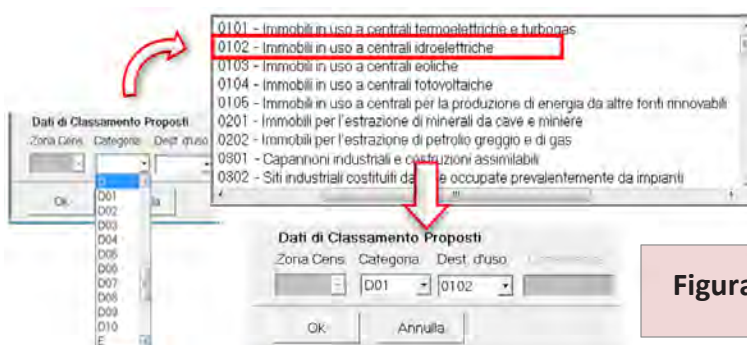 0101 - Immobili in uso a centrali termoelettriche e turbogas
0102 - Immobili in uso a centrali idroelettriche
0103 - Immobili in uso a centrali eoliche
0104 - Immobili in uso a centrali fotovoltaiche
0105 - Immobili in uso a centrali per la produzione di energia da altre fonti rinnovabili
0201 - Immobili per l'estrazione di minerali da cave e miniere
0202 - Immobili per l'estrazione di petrolio greggio e di gas
0301 - Capannoni industriali e costruzioni assimilabili
0302 - Siti industriali costituiti da occupate prevalentemente da impianti
Dati di Classamento Proposti
Zona Cens. Categoria Dest. d'uso
D
Ok
D01
D02
D03
D04
D05
D06
D07
D08
D09
D10
E
Dati di Classamento Proposti
Zona Cens. Categoria Dest. d'uso
D01 0102
Ok Annulla
Figura